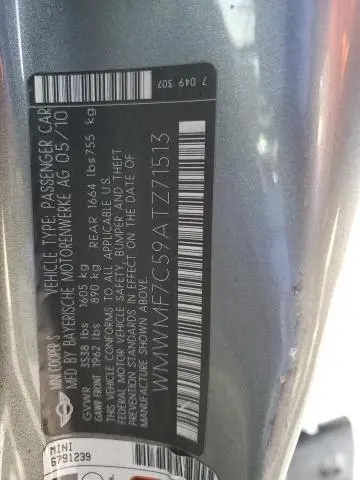 MINI COOPER S VEHICLE TYPE: PASSENGER CAR
MFD BY BAYERISCHE MOTORENWERKE AG 05/10
GVWR 3538 lbs 1605 kg
GAWR FRONT 1962 lbs 890 kg REAR 1664 lbs 755 kg
THIS CONFORMS TO ALL APPLICABLE U.S.
FEDERAL MOTOR VEHICLE SAFETY, BUMPER AND THEFT
PREVENTION STANDARDS IN EFFECT ON THE DATE OF
MANUFACTURE SHOWN ABOVE.
WMWMF7C59ATZ71513
7 049 307
MINI
6791239